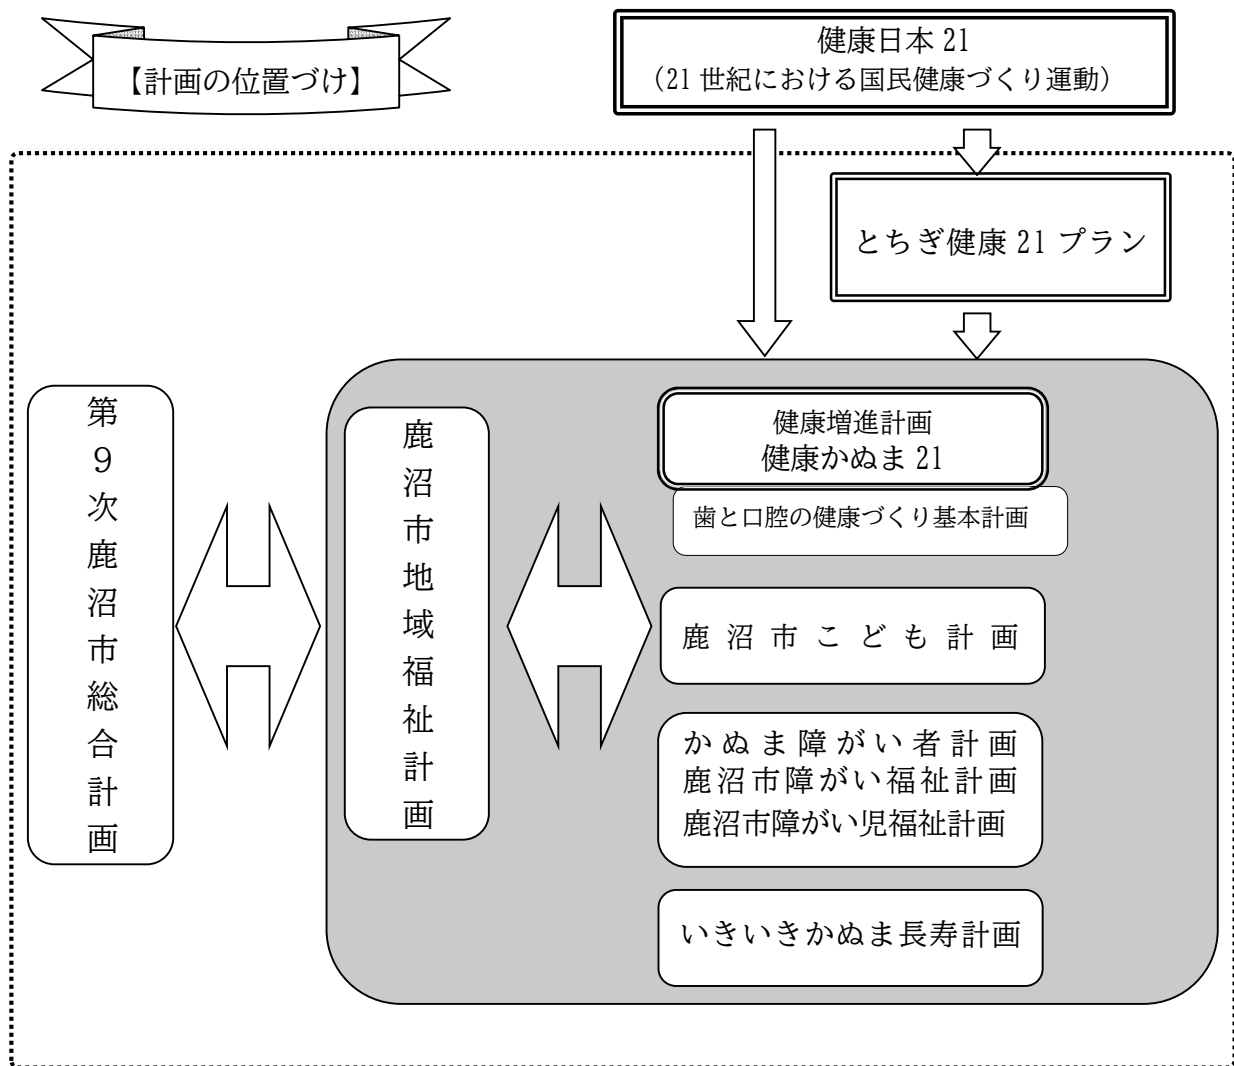 【計画の位置づけ】
健康日本 21
（21 世紀における国民健康づくり運動）
とちぎ健康 21 プラン
第９次鹿沼市総合計画
鹿沼市地域福祉計画
健康増進計画
健康かぬま 21
歯と口腔の健康づくり基本計画
鹿沼市こども計画
かぬま障がい者計画
鹿沼市障がい福祉計画
鹿沼市障がい児福祉計画
いきいきかぬま長寿計画